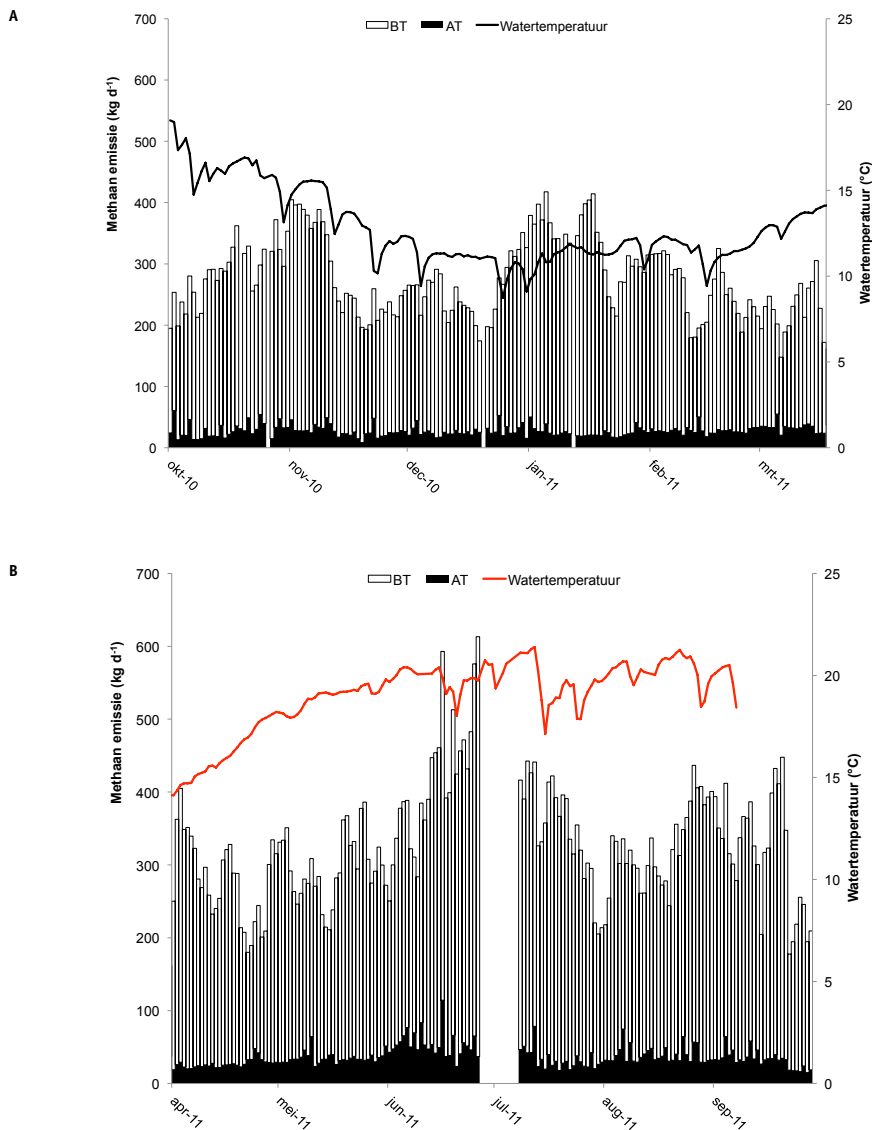 A
BT AT Watertemperatuur
Methaan emissie (kg d⁻¹)
700
600
500
400
300
200
100
0
25
20
15
10
5
0
Watertemperatuur (°C)
okt-10
nov-10
dec-10
jan-11
feb-11
mrt-11
B
BT AT Watertemperatuur
Methaan emissie (kg d⁻¹)
700
600
500
400
300
200
100
0
25
20
15
10
5
0
Watertemperatuur (°C)
apr-11
mei-11
jun-11
jul-11
aug-11
sep-11